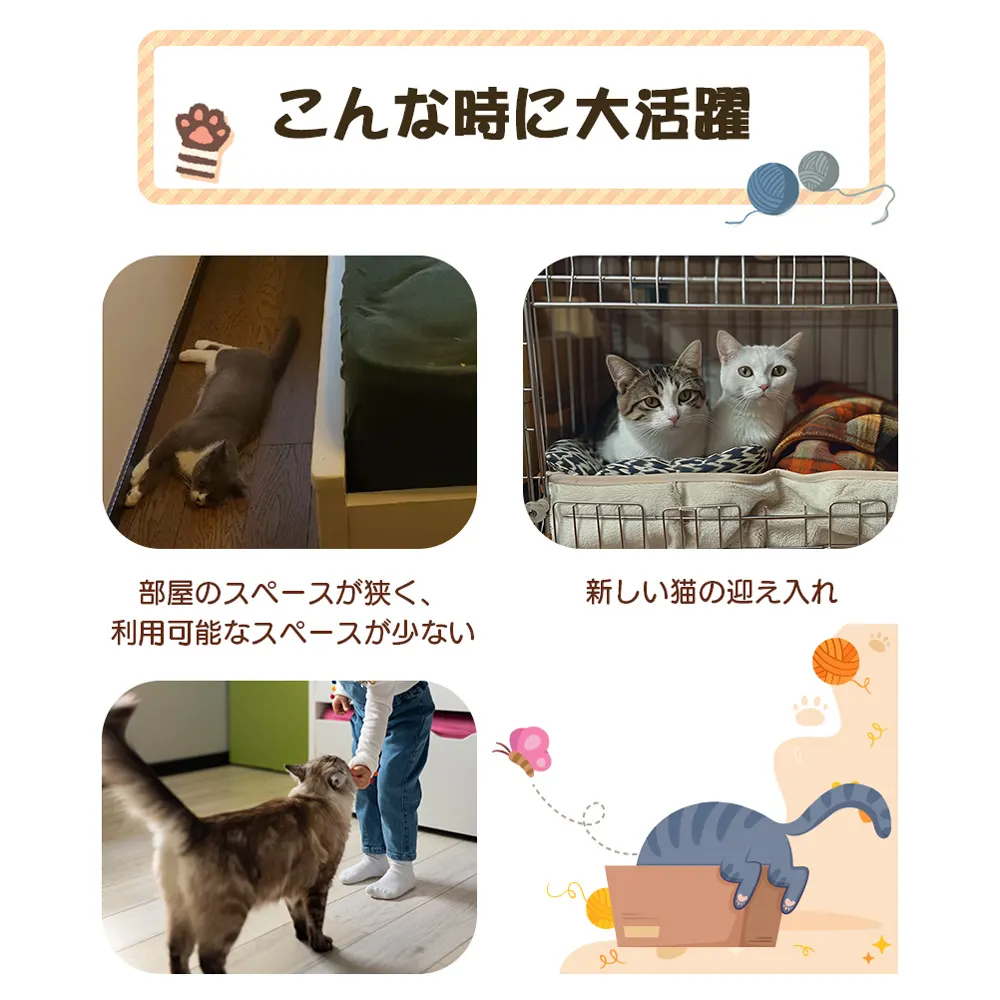 こんな時に大活躍
部屋のスペースが狭く、
利用可能なスペースが少ない
新しい猫の迎え入れ